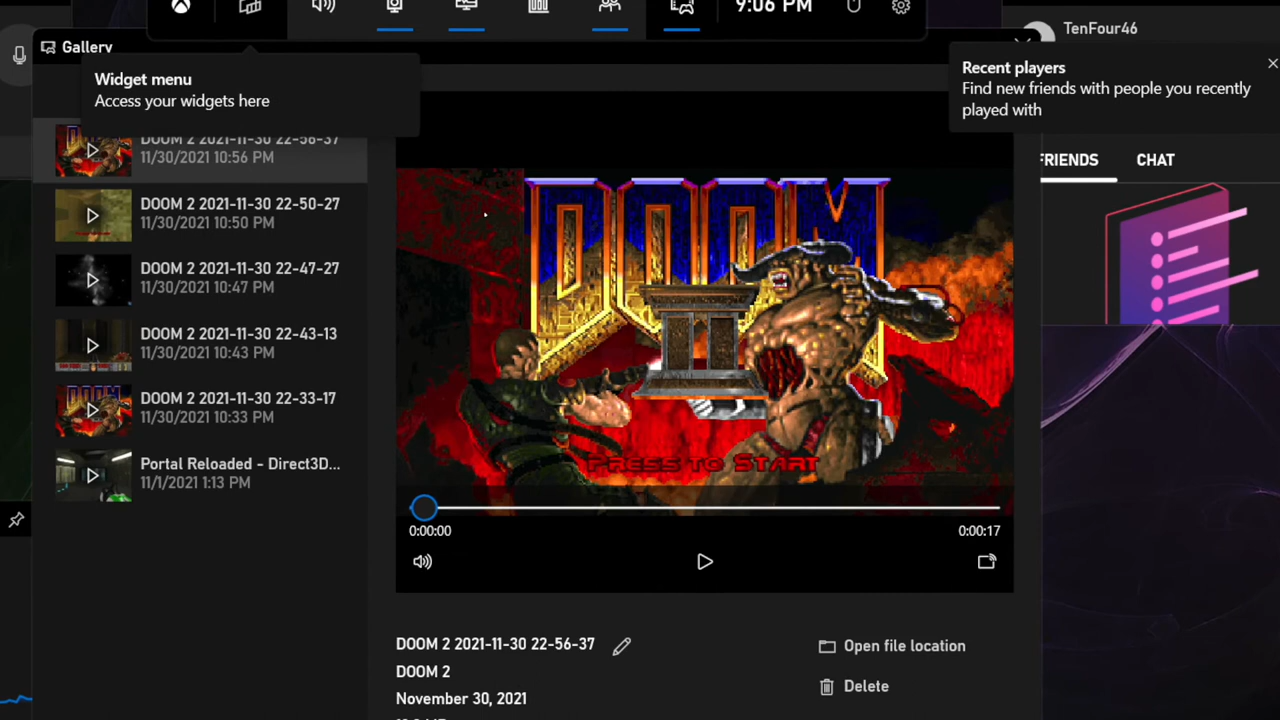 9:06 PM
TenFour46
Gallery
Widget menu
Access your widgets here
Recent players
Find new friends with people you recently
played with
FRIENDS
CHAT
DOOM 2 2021-11-30 22-56-37
11/30/2021 10:56 PM
DOOM 2 2021-11-30 22-50-27
11/30/2021 10:50 PM
DOOM 2 2021-11-30 22-47-27
11/30/2021 10:47 PM
DOOM 2 2021-11-30 22-43-13
11/30/2021 10:43 PM
DOOM 2 2021-11-30 22-33-17
11/30/2021 10:33 PM
Portal Reloaded - Direct3D...
11/1/2021 1:13 PM
DOOM
II
PRESS TO START
0:00:00
0:00:17
DOOM 2 2021-11-30 22-56-37
DOOM 2
November 30, 2021
Open file location
Delete